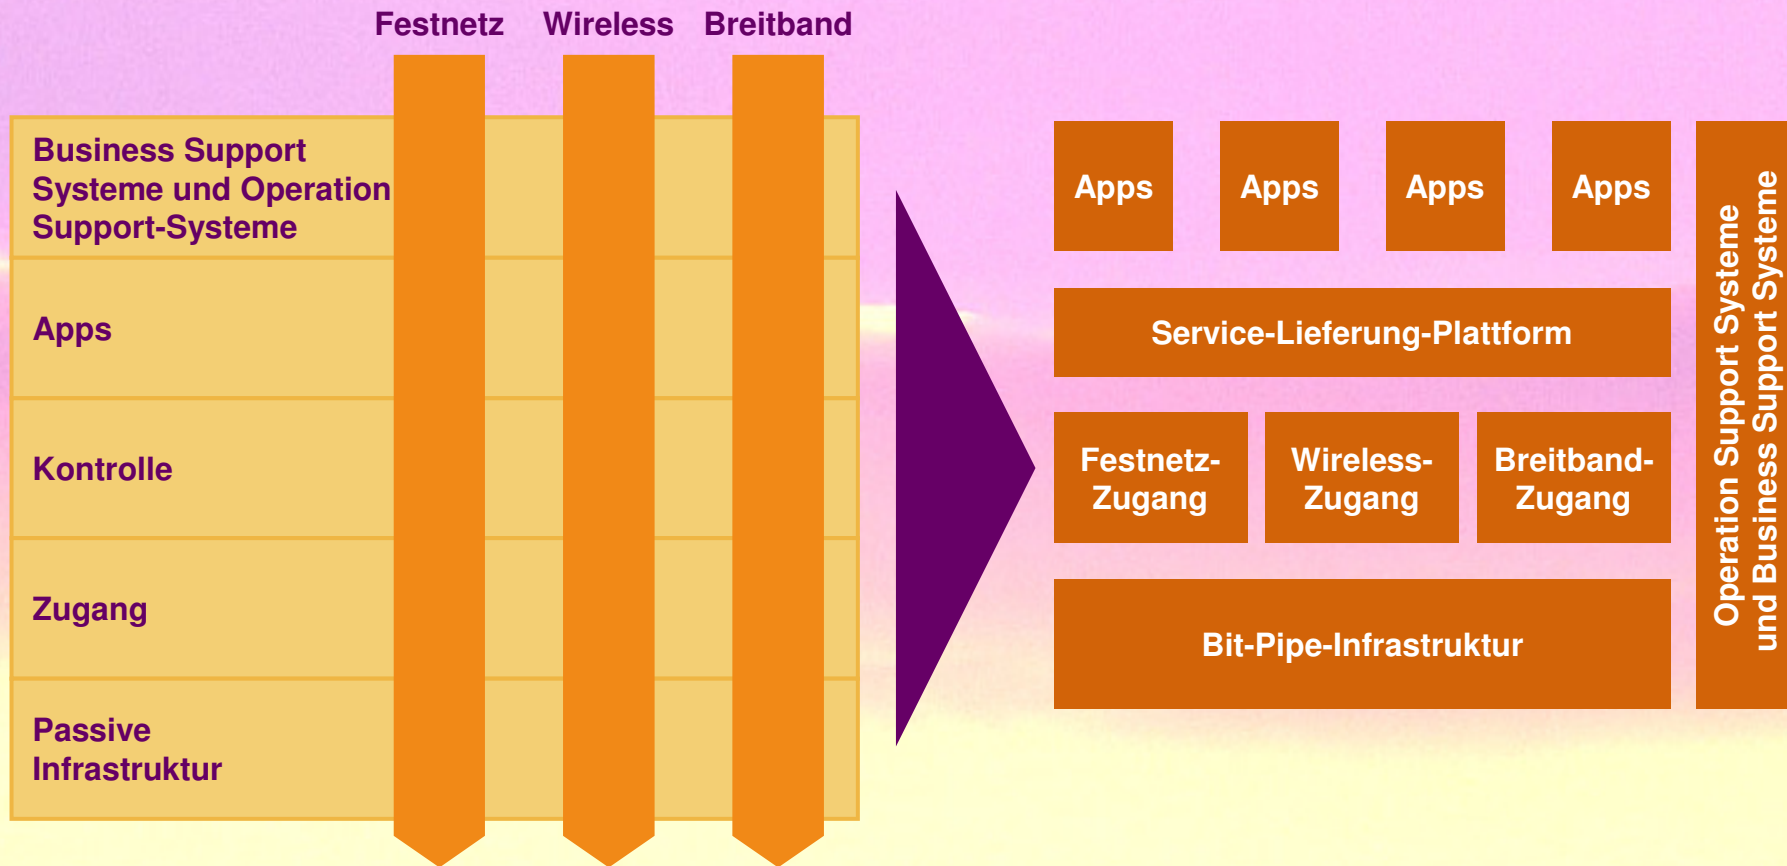 Festnetz Wireless Breitband
Business Support
Systeme und Operation
Support-Systeme
Apps
Kontrolle
Zugang
Passive
Infrastruktur
Apps Apps Apps Apps
Service-Lieferung-Plattform
Festnetz-
Zugang
Wireless-
Zugang
Breitband-
Zugang
Bit-Pipe-Infrastruktur
Operation Support Systeme
und Business Support Systeme